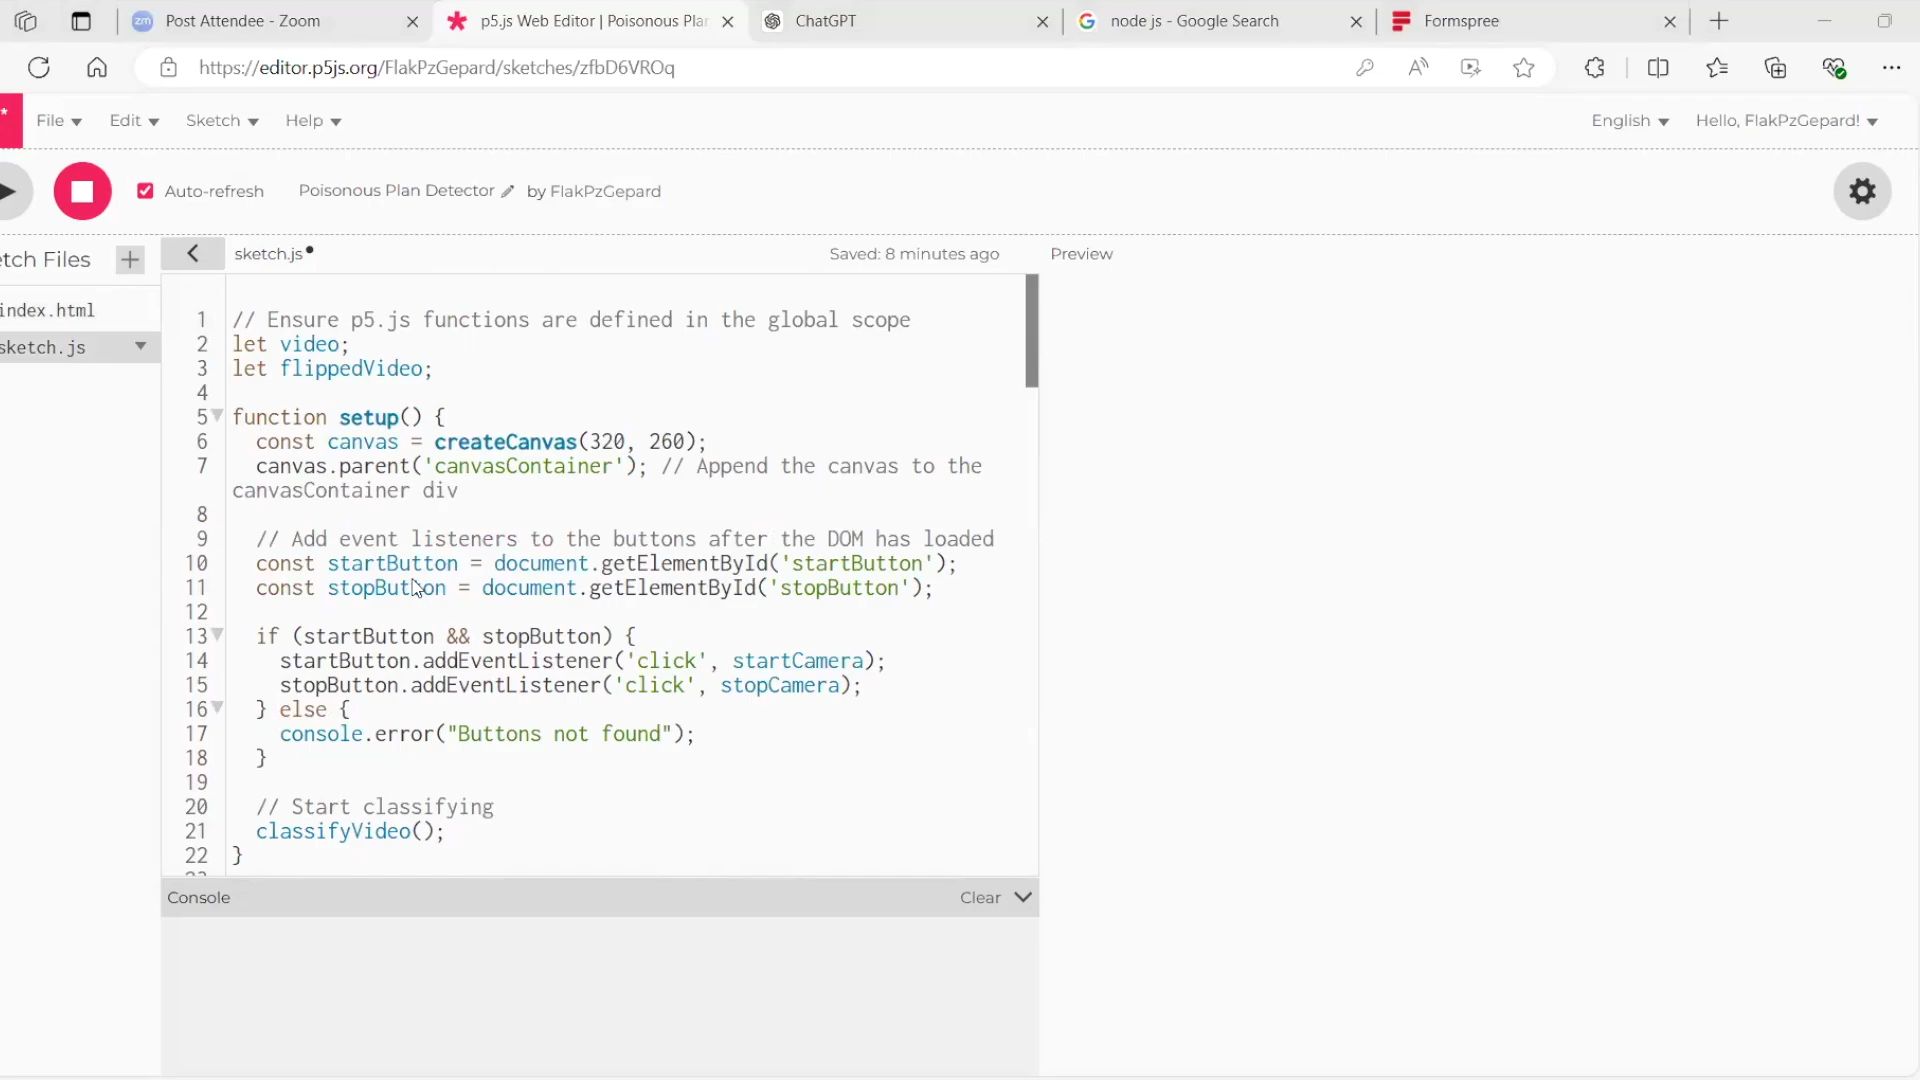 zm Post Attendee - Zoom
p5.js Web Editor | Poisonous Plan
ChatGPT
node js - Google Search
Formspree
https://editor.p5js.org/FlakPzGepard/sketches/zfbD6VROq
* File Edit Sketch Help English Hello, FlakPzGepard!
Auto-refresh Poisonous Plan Detector by FlakPzGepard
etch Files + sketch.js Saved: 8 minutes ago Preview
index.html
sketch.js
1 // Ensure p5.js functions are defined in the global scope
2 let video;
3 let flippedVideo;
4
5 function setup() {
6 const canvas = createCanvas(320, 260);
7 canvas.parent('canvasContainer'); // Append the canvas to the
canvasContainer div
8
9 // Add event listeners to the buttons after the DOM has loaded
10 const startButton = document.getElementById('startButton');
11 const stopButton = document.getElementById('stopButton');
12
13 if (startButton && stopButton) {
14 startButton.addEventListener('click', startCamera);
15 stopButton.addEventListener('click', stopCamera);
16 } else {
17 console.error("Buttons not found");
18 }
19
20 // Start classifying
21 classifyVideo();
22 }
Console Clear